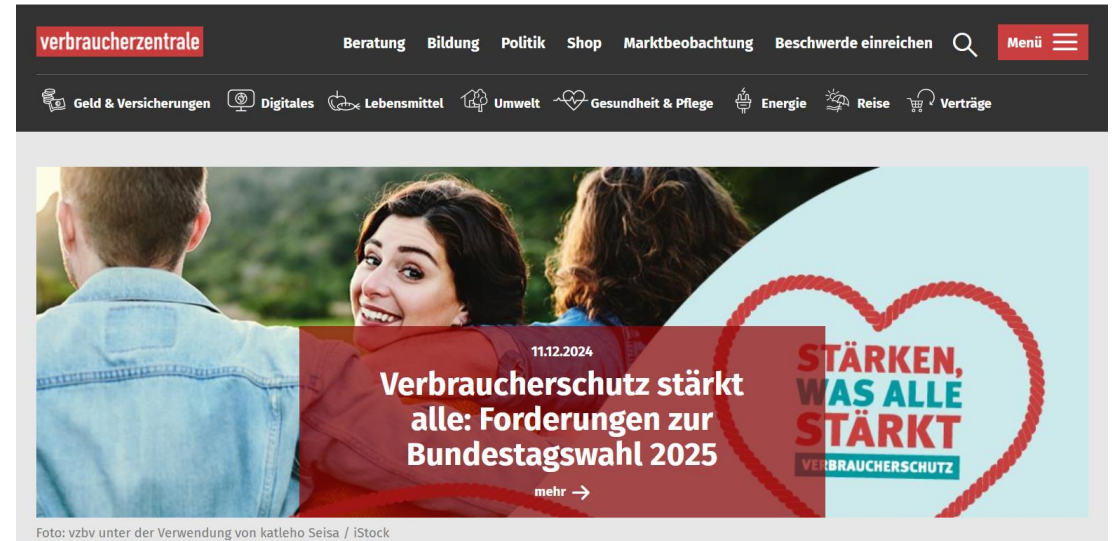 verbraucherzentrale
Beratung Bildung Politik Shop Marktbeobachtung Beschwerde einreichen Menü
Geld & Versicherungen Digitales Lebensmittel Umwelt Gesundheit & Pflege Energie Reise Verträge
11.12.2024
Verbraucherschutz stärkt
alle: Forderungen zur
Bundestagswahl 2025
mehr →
STÄRKEN,
WAS ALLE
STÄRKT
VERBRAUCHERSCHUTZ
Foto: vzbv unter der Verwendung von katleho Seisa / iStock